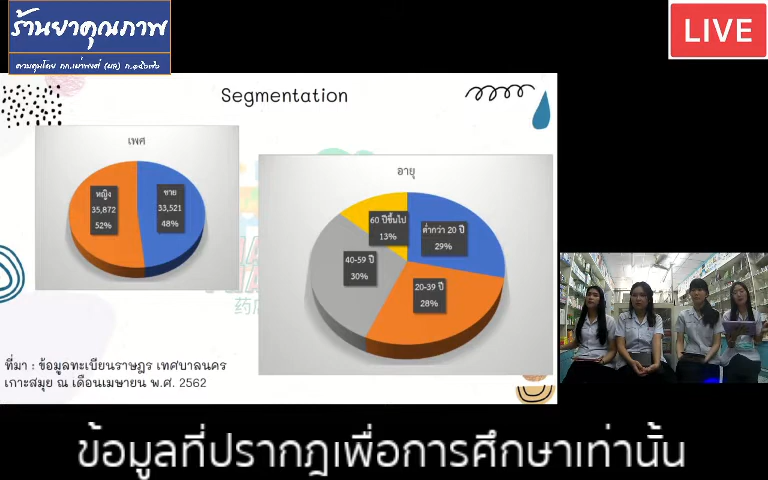 ร้านยาคุณภาพ
LIVE
Segmentation
เพศ
หญิง
35,872
52%
ชาย
33,521
48%
อายุ
60 ปีขึ้นไป
13%
ต่ำกว่า 20 ปี
29%
40-59 ปี
30%
20-39 ปี
28%
ที่มา : ข้อมูลทะเบียนราษฎร เทศบาลนคร
เกาะสมุย ณ เดือนเมษายน พ.ศ. 2562
ข้อมูลที่ปรากฏเพื่อการศึกษาเท่านั้น